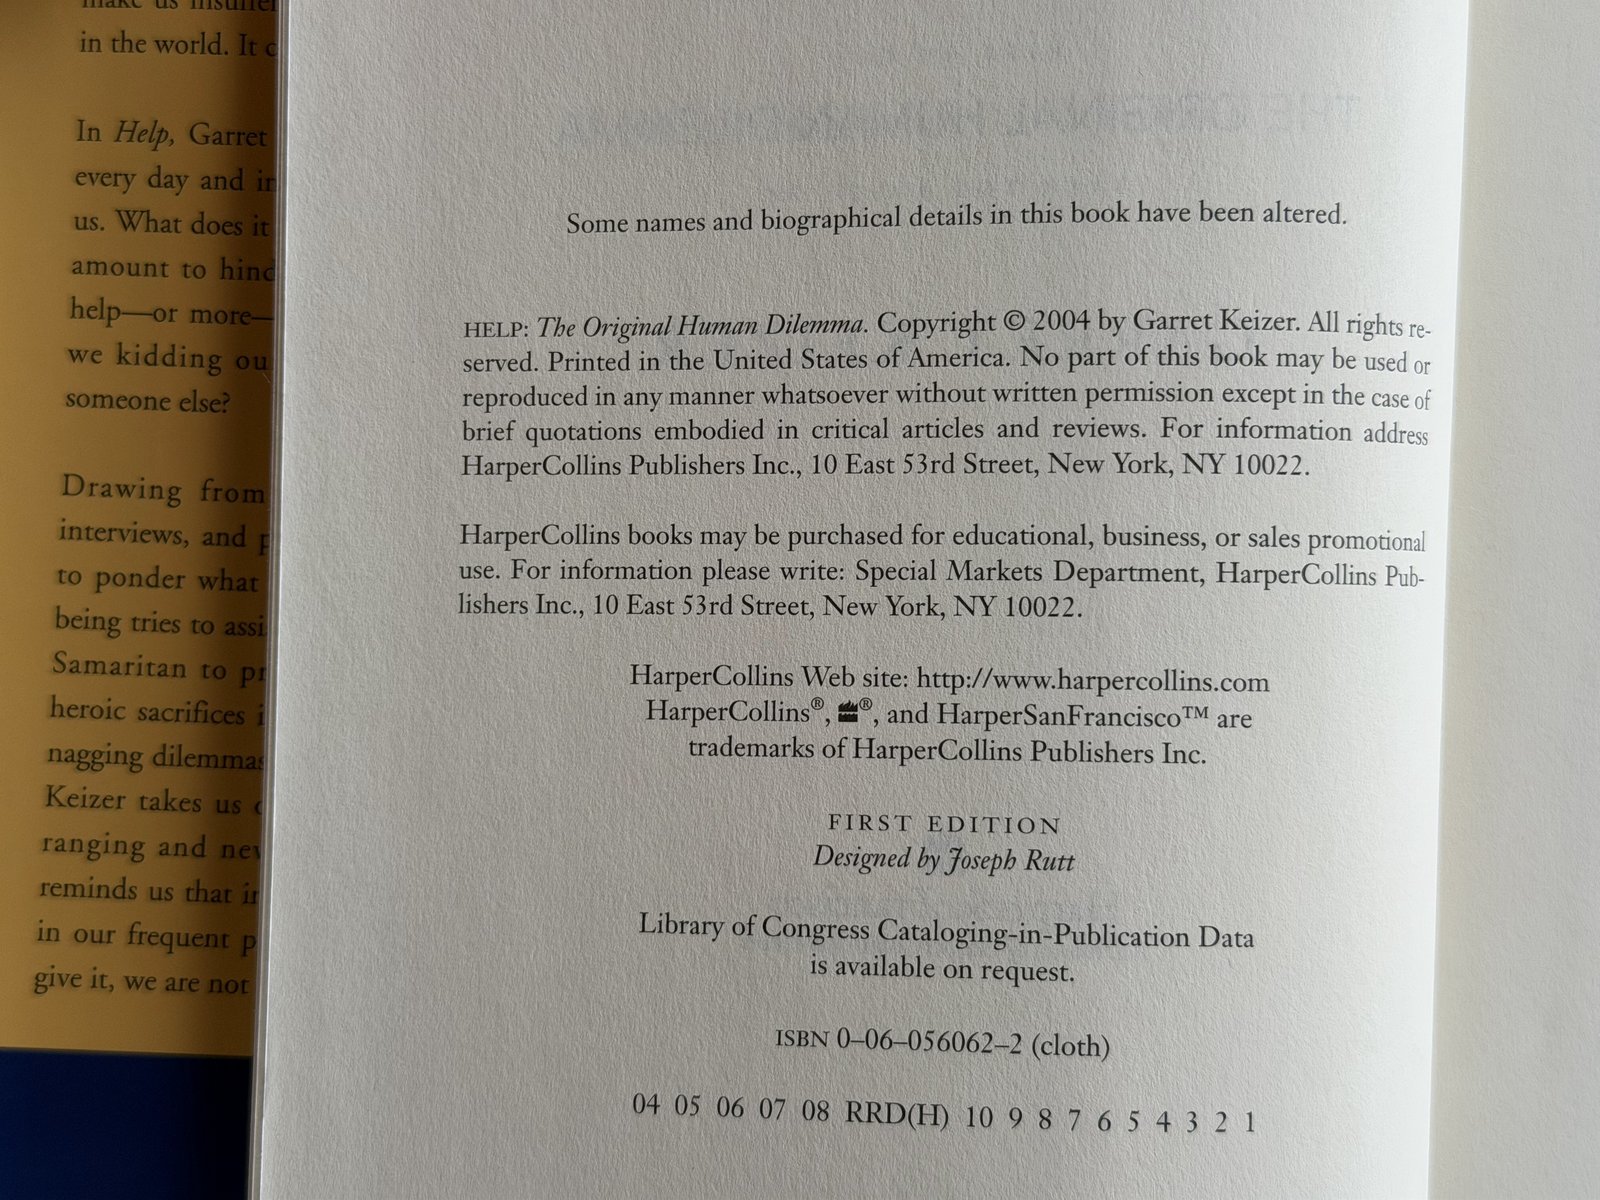 in the world. It
In Help, Garret
every day and
us. What does it
amount to
help—or more—
we kidding
someone else?
Drawing from
interviews, and
to ponder what
being tries to
Samaritan to
heroic sacrifices
nagging
Keizer takes us
ranging and
reminds us that
in our frequent
give it, we are not
Some names and biographical details in this book have been altered.
HELP: The Original Human Dilemma. Copyright © 2004 by Garret Keizer. All rights re-
served. Printed in the United States of America. No part of this book may be used or
reproduced in any manner whatsoever without written permission except in the case of
brief quotations embodied in critical articles and reviews. For information address
HarperCollins Publishers Inc., 10 East 53rd Street, New York, NY 10022.
HarperCollins books may be purchased for educational, business, or sales promotional
use. For information please write: Special Markets Department, HarperCollins Pub-
lishers Inc., 10 East 53rd Street, New York, NY 10022.
HarperCollins Web site: http://www.harpercollins.com
HarperCollins®, ®, and HarperSanFrancisco™ are
trademarks of HarperCollins Publishers Inc.
FIRST EDITION
Designed by Joseph Rutt
Library of Congress Cataloging-in-Publication Data
is available on request.
ISBN 0–06–056062–2 (cloth)
04 05 06 07 08 RRD(H) 10 9 8 7 6 5 4 3 2 1